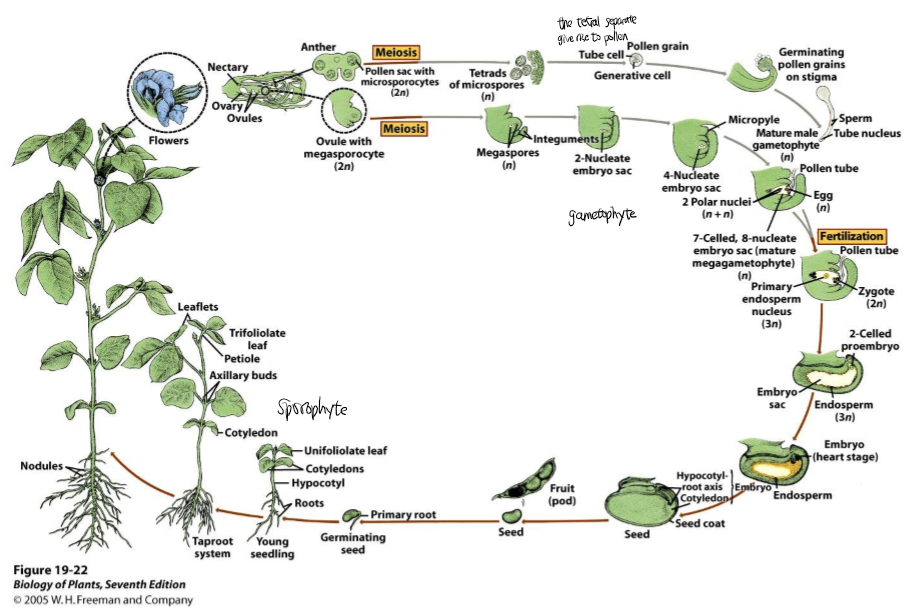 the tetrad separate
give rise to pollen
Anther
Meiosis
Pollen sac with
microsporocytes
(2n)
Tetrads
of microspores
(n)
Tube cell
Pollen grain
Generative cell
Germinating
pollen grains
on stigma
Nectary
Ovary
Ovules
Flowers
Ovule with
megasporocyte
(2n)
Meiosis
Megaspores
(n)
Integuments
2-Nucleate
embryo sac
Micropyle
4-Nucleate
embryo sac
Sperm
Tube nucleus
Mature male
gametophyte
(n)
Pollen tube
Egg
(n)
2 Polar nuclei
(n + n)
gametophyte
7-Celled, 8-nucleate
embryo sac (mature
megagametophyte)
(n)
Fertilization
Pollen tube
Primary
endosperm
nucleus
(3n)
Zygote
(2n)
2-Celled
proembryo
Embryo
sac
Endosperm
(3n)
Leaflets
Trifoliolate
leaf
Petiole
Axillary buds
sporophyte
Cotyledon
Unifoliolate leaf
Cotyledons
Hypocotyl
Roots
Nodules
Taproot
system
Young
seedling
Primary root
Germinating
seed
Fruit
(pod)
Seed
Hypocotyl-
root axis
Cotyledon
Embryo
Seed coat
Seed
Embryo
(heart stage)
Endosperm
Figure 19-22
Biology of Plants, Seventh Edition
© 2005 W. H. Freeman and Company